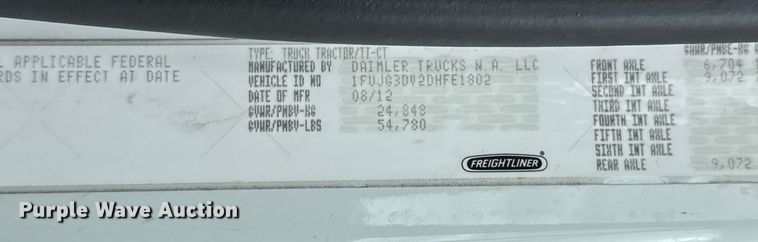 L APPLICABLE FEDERAL
RDS IN EFFECT AT DATE
TYPE: TRUCK TRACTOR/TT-CT
MANUFACTURED BY DAIMLER TRUCKS N.A. LLC
VEHICLE ID NO 1FUJG3DV2DHFE1802
DATE OF MFR 08/12
GVWR/PNBV-KG 24,848
GVWR/PNBV-LBS 54,780
GAWR/PNBE-KG
FRONT AXLE 6,704
FIRST INT AXLE 9,072
SECOND INT AXLE
THIRD INT AXLE
FOURTH INT AXLE
FIFTH INT AXLE
SIXTH INT AXLE
REAR AXLE 9,072
FREIGHTLINER
Purple Wave Auction